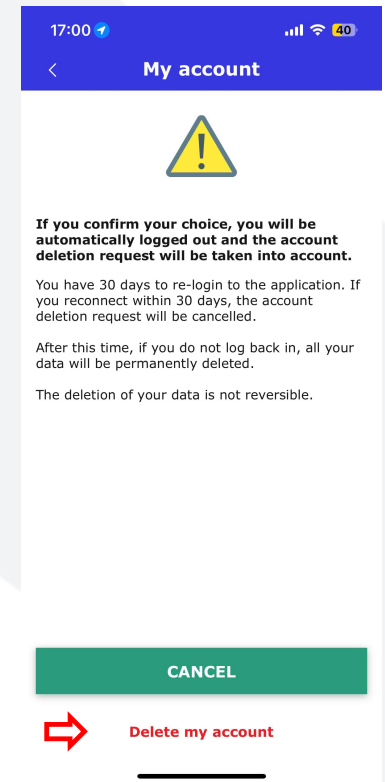 17:00
40
My account
If you confirm your choice, you will be
automatically logged out and the account
deletion request will be taken into account.
You have 30 days to re-login to the application. If
you reconnect within 30 days, the account
deletion request will be cancelled.
After this time, if you do not log back in, all your
data will be permanently deleted.
The deletion of your data is not reversible.
CANCEL
Delete my account